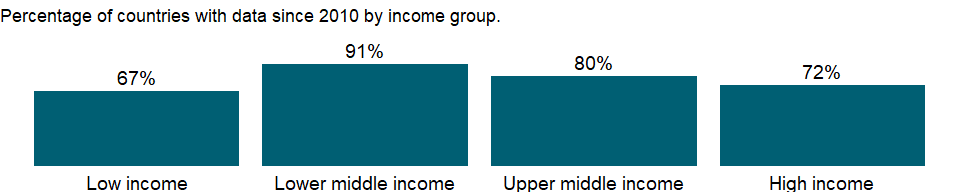 Percentage of countries with data since 2010 by income group.
91%
80%
72%
67%
Low income
Lower middle income
Upper middle income
High income